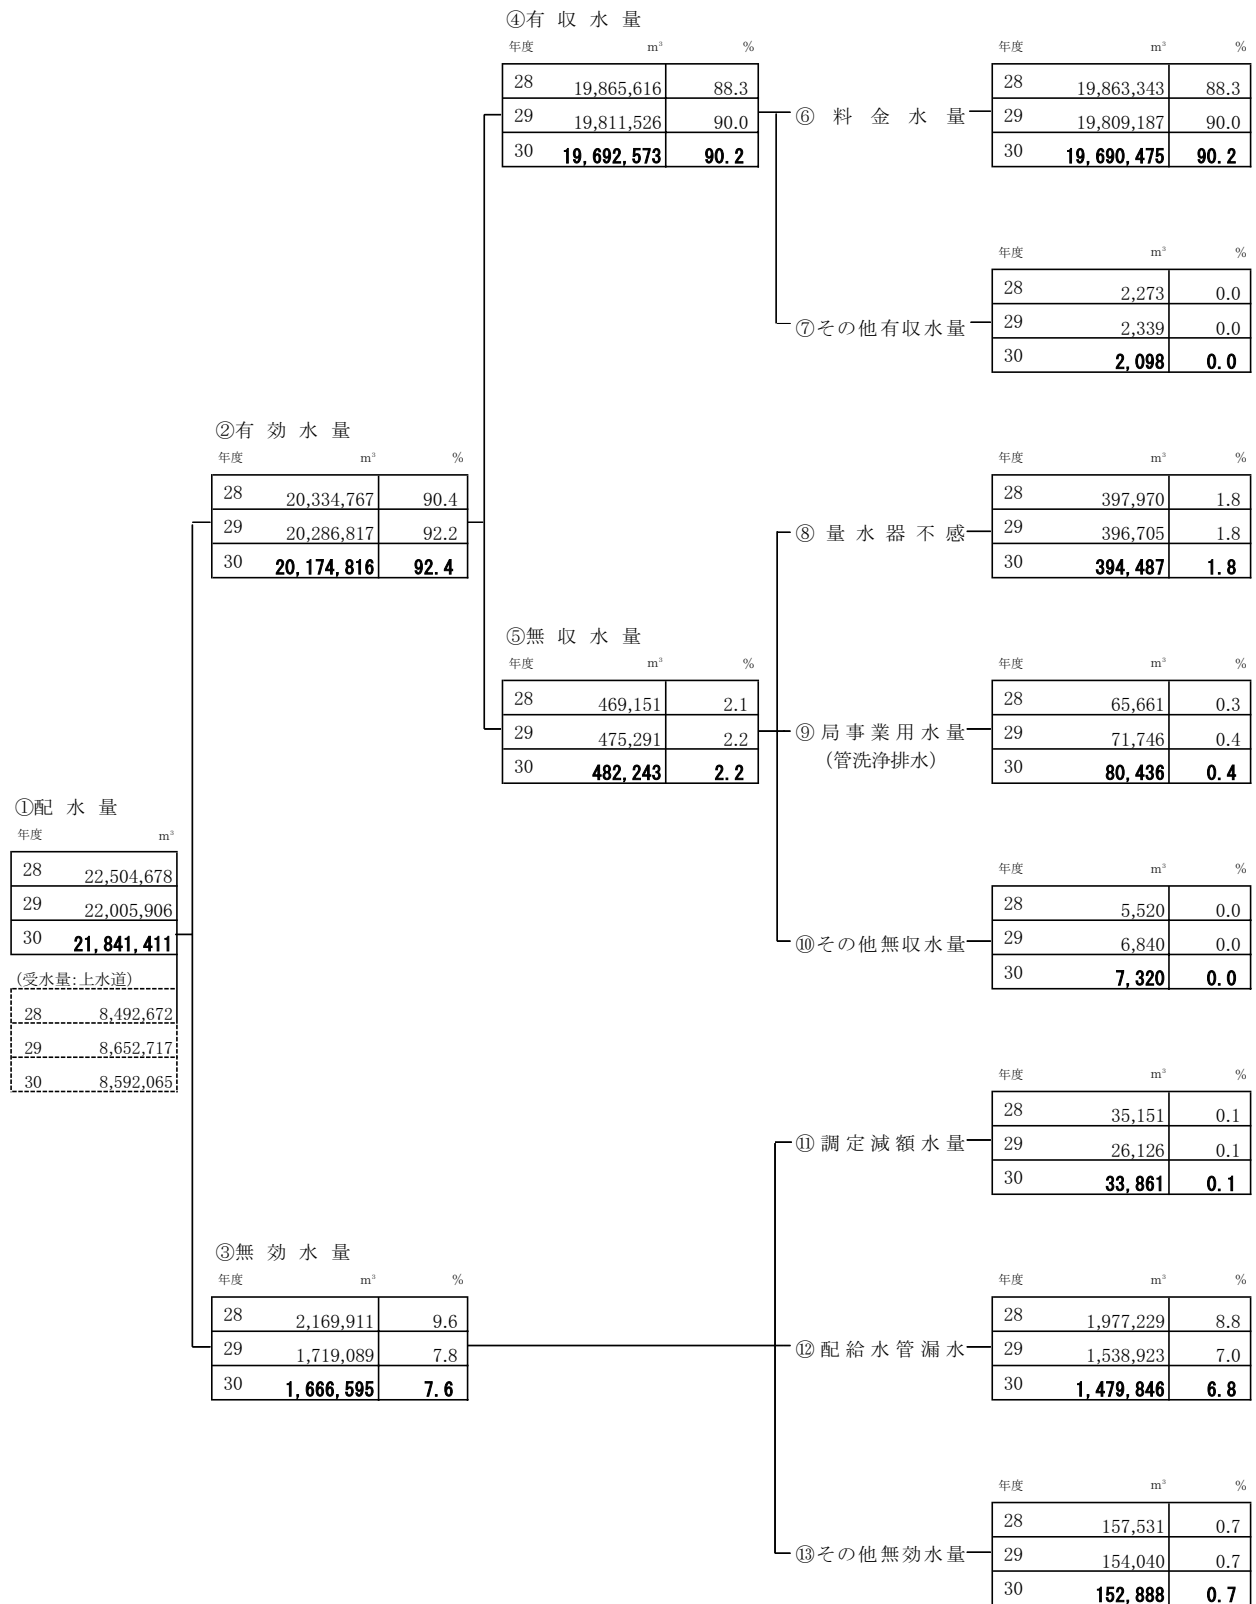 ④有 収 水 量
年度 m³ %
28 19,865,616 88.3
29 19,811,526 90.0
30 19,692,573 90.2
年度 m³ %
28 19,863,343 88.3
⑥ 料 金 水 量 29 19,809,187 90.0
30 19,690,475 90.2
年度 m³ %
28 2,273 0.0
⑦その他有収水量 29 2,339 0.0
30 2,098 0.0
②有 効 水 量
年度 m³ %
28 20,334,767 90.4
29 20,286,817 92.2
30 20,174,816 92.4
年度 m³ %
28 397,970 1.8
⑧ 量 水 器 不 感 29 396,705 1.8
30 394,487 1.8
⑤無 収 水 量
年度 m³ %
28 469,151 2.1
29 475,291 2.2
30 482,243 2.2
年度 m³ %
28 65,661 0.3
⑨ 局 事 業 用 水 量 29 71,746 0.4
(管洗浄排水) 30 80,436 0.4
①配 水 量
年度 m³
28 22,504,678
29 22,005,906
30 21,841,411
(受水量:上水道)
28 8,492,672
29 8,652,717
30 8,592,065
年度 m³ %
28 5,520 0.0
⑩その他無収水量 29 6,840 0.0
30 7,320 0.0
年度 m³ %
28 35,151 0.1
⑪ 調 定 減 額 水 量 29 26,126 0.1
30 33,861 0.1
③無 効 水 量
年度 m³ %
28 2,169,911 9.6
29 1,719,089 7.8
30 1,666,595 7.6
年度 m³ %
28 1,977,229 8.8
⑫ 配 給 水 管 漏 水 29 1,538,923 7.0
30 1,479,846 6.8
年度 m³ %
28 157,531 0.7
⑬その他無効水量 29 154,040 0.7
30 152,888 0.7